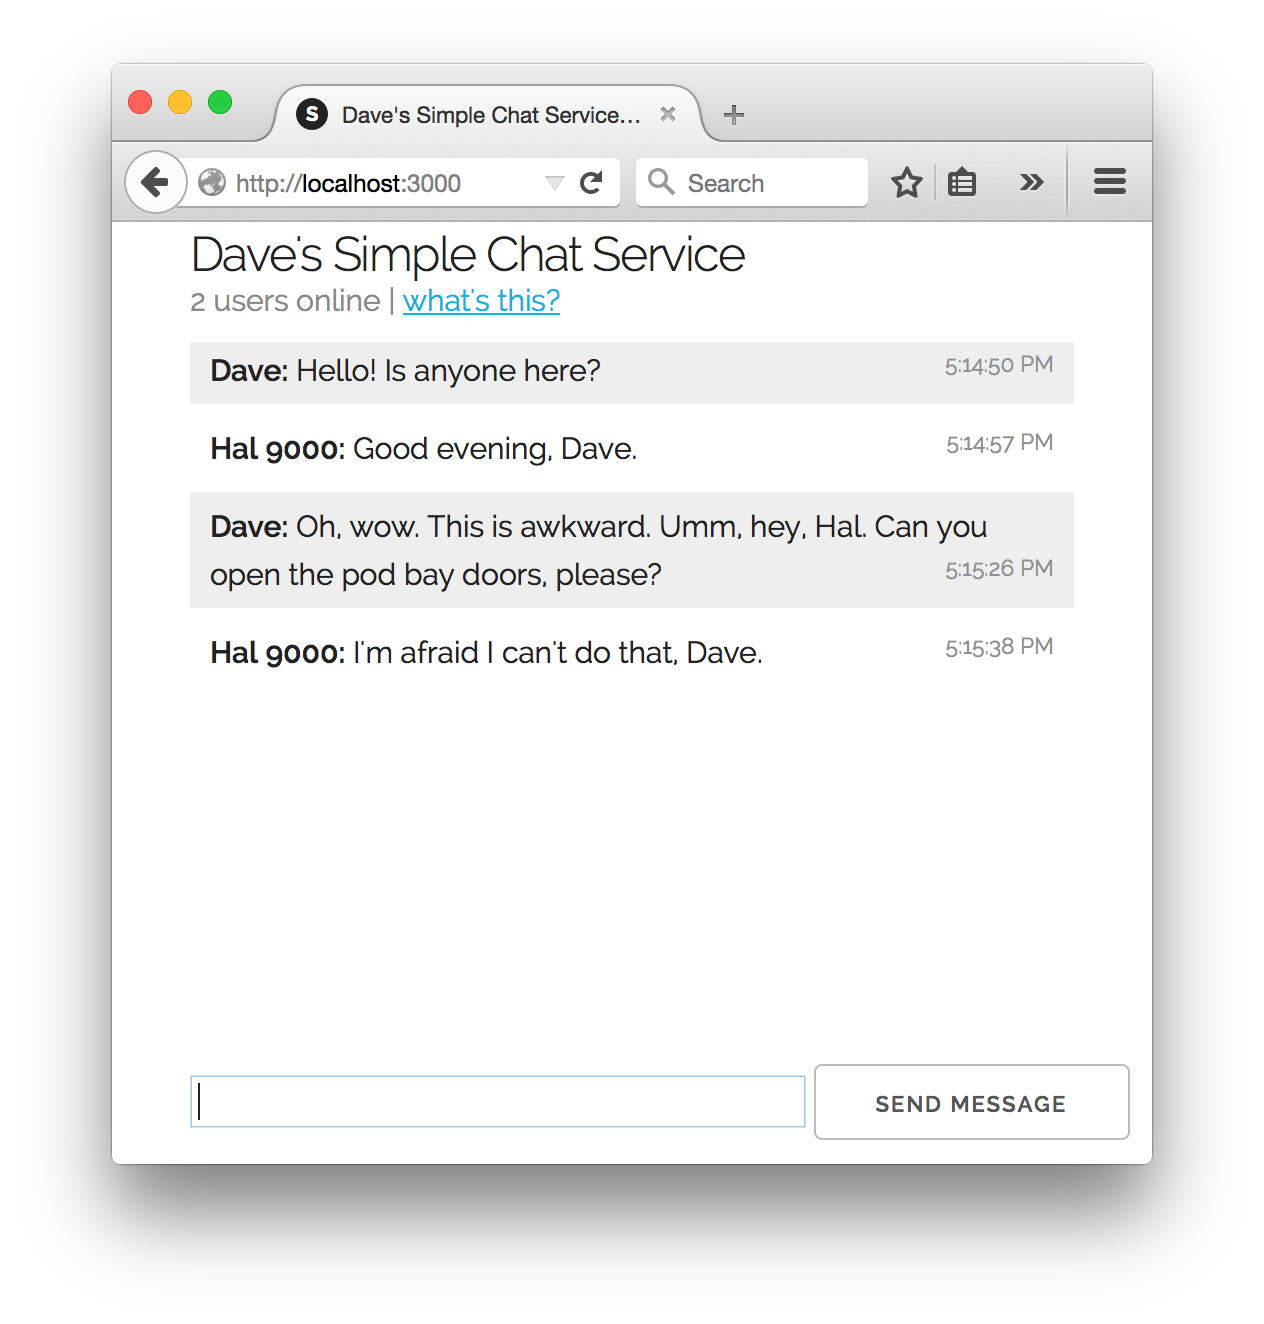 S Dave's Simple Chat Service...
http://localhost:3000 Search
Dave's Simple Chat Service
2 users online | what's this?
Dave: Hello! Is anyone here? 5:14:50 PM
Hal 9000: Good evening, Dave. 5:14:57 PM
Dave: Oh, wow. This is awkward. Umm, hey, Hal. Can you
open the pod bay doors, please? 5:15:26 PM
Hal 9000: I'm afraid I can't do that, Dave. 5:15:38 PM
SEND MESSAGE